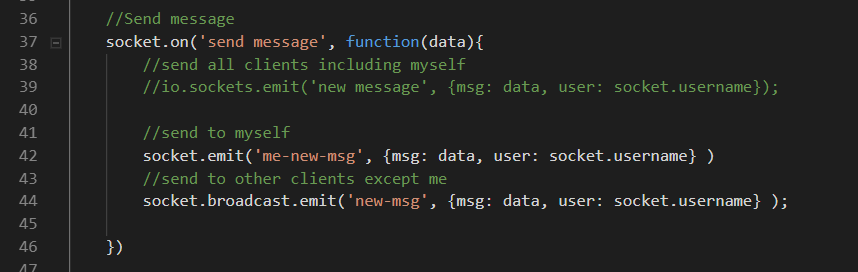 36 //Send message
37 socket.on('send message', function(data){
38 //send all clients including myself
39 //io.sockets.emit('new message', {msg: data, user: socket.username});
40
41 //send to myself
42 socket.emit('me-new-msg', {msg: data, user: socket.username} )
43 //send to other clients except me
44 socket.broadcast.emit('new-msg', {msg: data, user: socket.username} );
45
46 })
47